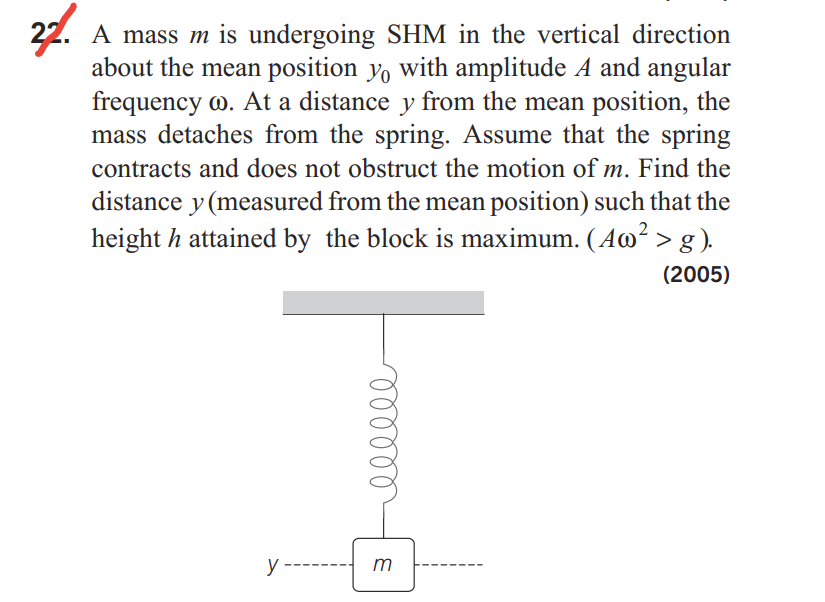 22. A mass m is undergoing SHM in the vertical direction
about the mean position y₀ with amplitude A and angular
frequency ω. At a distance y from the mean position, the
mass detaches from the spring. Assume that the spring
contracts and does not obstruct the motion of m. Find the
distance y (measured from the mean position) such that the
height h attained by the block is maximum. (Aω² > g).
(2005)
y m